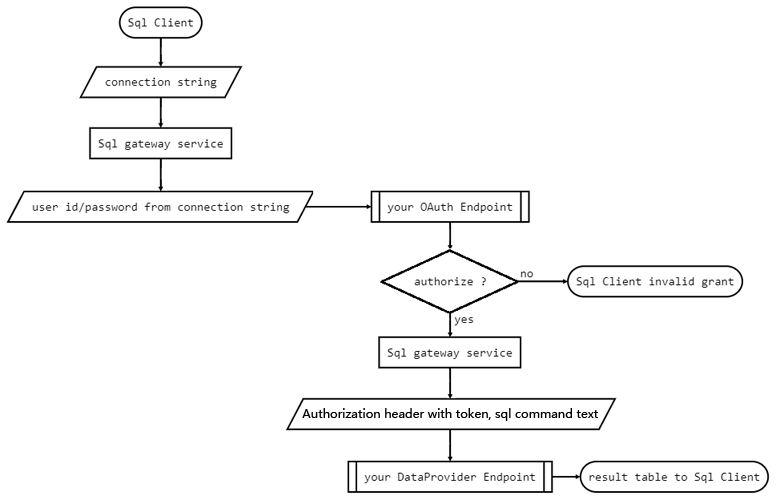 Sql Client
connection string
Sql gateway service
user id/password from connection string
your OAuth Endpoint
authorize ?
no
Sql Client invalid grant
yes
Sql gateway service
Authorization header with token, sql command text
your DataProvider Endpoint
result table to Sql Client